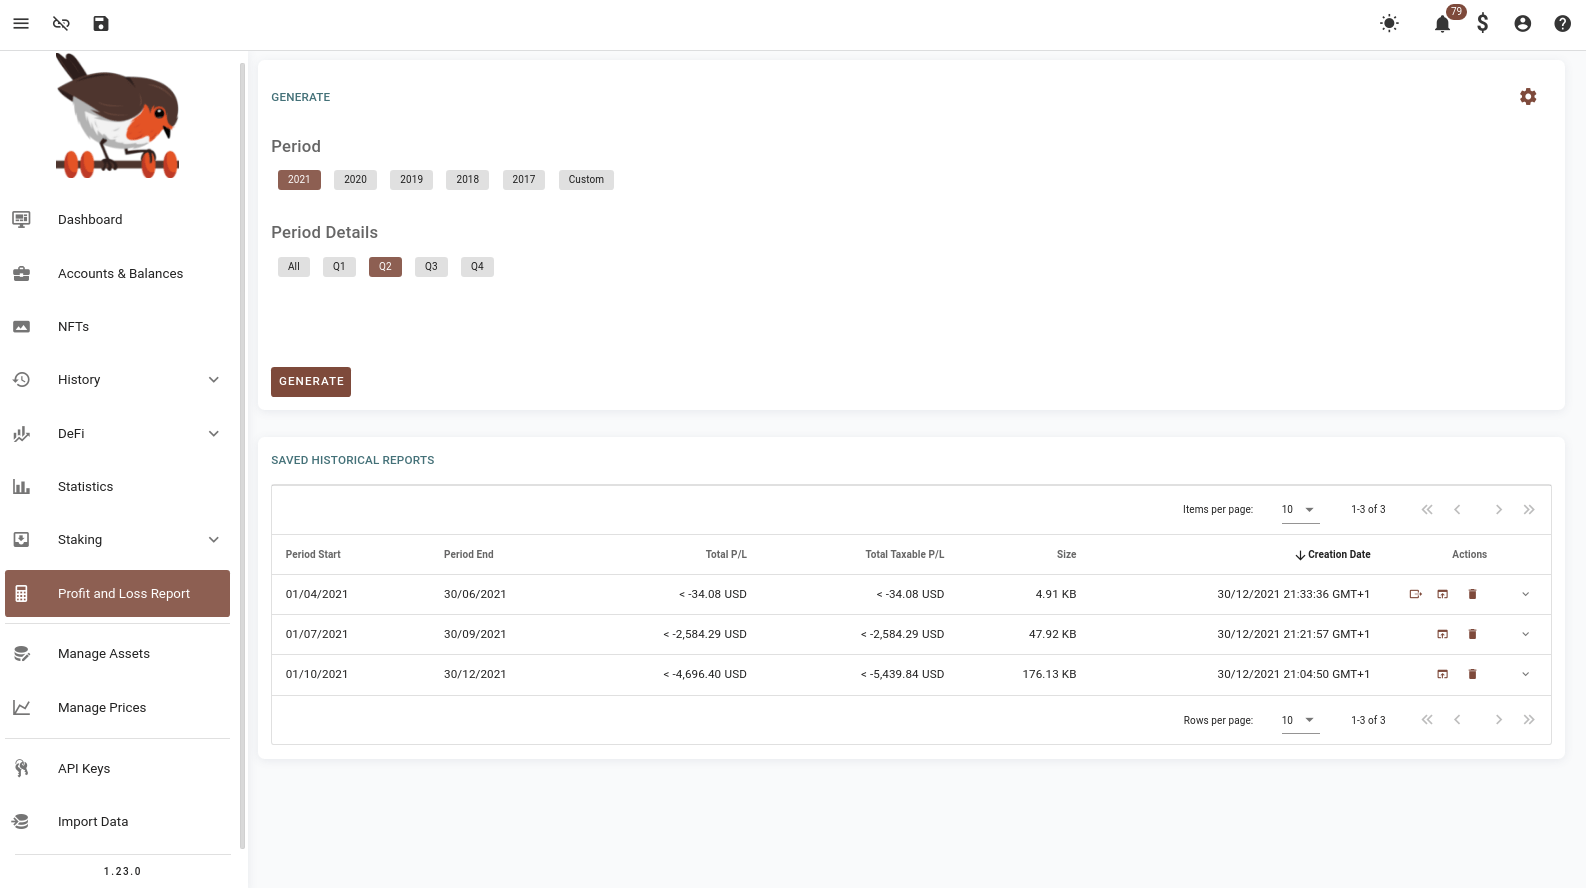 79
GENERATE
Period
2021 2020 2019 2018 2017 Custom
Period Details
All Q1 Q2 Q3 Q4
GENERATE
Dashboard
Accounts & Balances
NFTs
History
DeFi
Statistics
Staking
Profit and Loss Report
Manage Assets
Manage Prices
API Keys
Import Data
1.23.0
SAVED HISTORICAL REPORTS
Items per page: 10 1-3 of 3
Period Start Period End Total P/L Total Taxable P/L Size Creation Date Actions
01/04/2021 30/06/2021 < -34.08 USD < -34.08 USD 4.91 KB 30/12/2021 21:33:36 GMT+1
01/07/2021 30/09/2021 < -2,584.29 USD < -2,584.29 USD 47.92 KB 30/12/2021 21:21:57 GMT+1
01/10/2021 30/12/2021 < -4,696.40 USD < -5,439.84 USD 176.13 KB 30/12/2021 21:04:50 GMT+1
Rows per page: 10 1-3 of 3